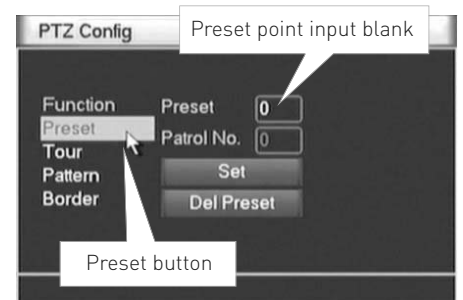 PTZ Config
Preset point input blank
Function
Preset 0
Preset
Patrol No. 0
Tour
Pattern
Set
Border
Del Preset
Preset button